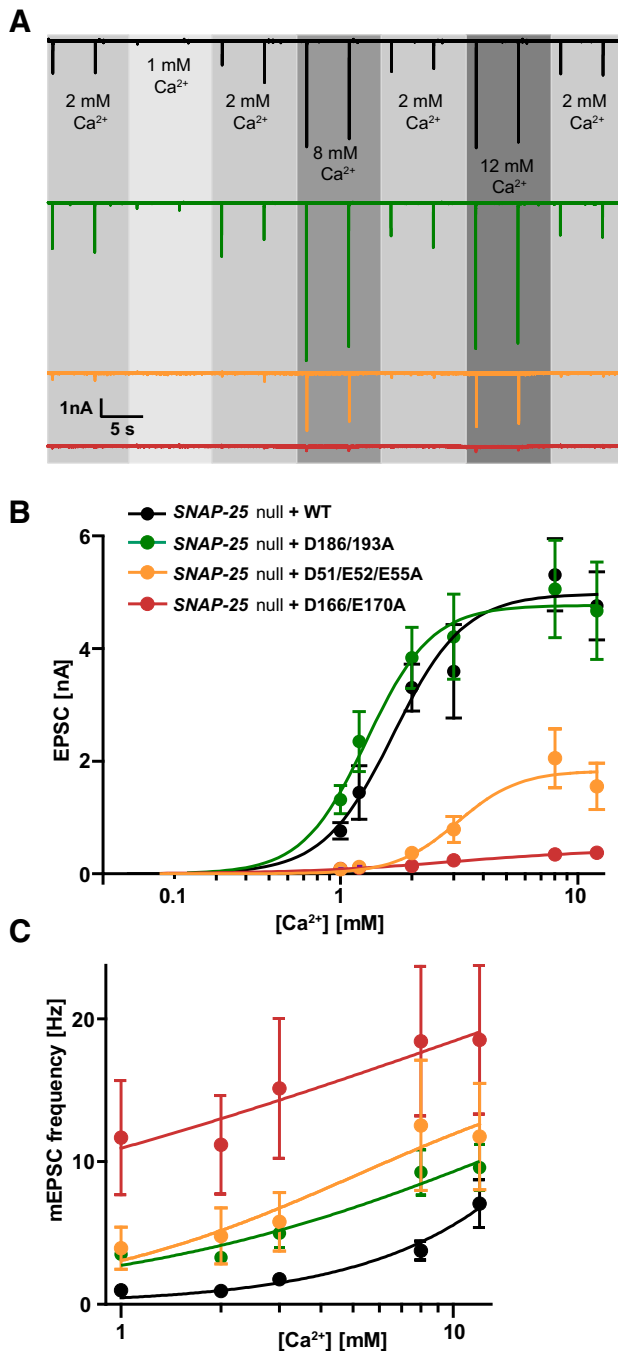 A
1 mM
Ca²⁺
2 mM
Ca²⁺
2 mM
Ca²⁺
2 mM
Ca²⁺
2 mM
Ca²⁺
8 mM
Ca²⁺
12 mM
Ca²⁺
1nA
5 s
B
SNAP-25 null + WT
SNAP-25 null + D186/193A
SNAP-25 null + D51/E52/E55A
SNAP-25 null + D166/E170A
EPSC [nA]
6
4
2
0
0.1
1
10
[Ca²⁺] [mM]
C
mEPSC frequency [Hz]
20
10
0
1
10
[Ca²⁺] [mM]